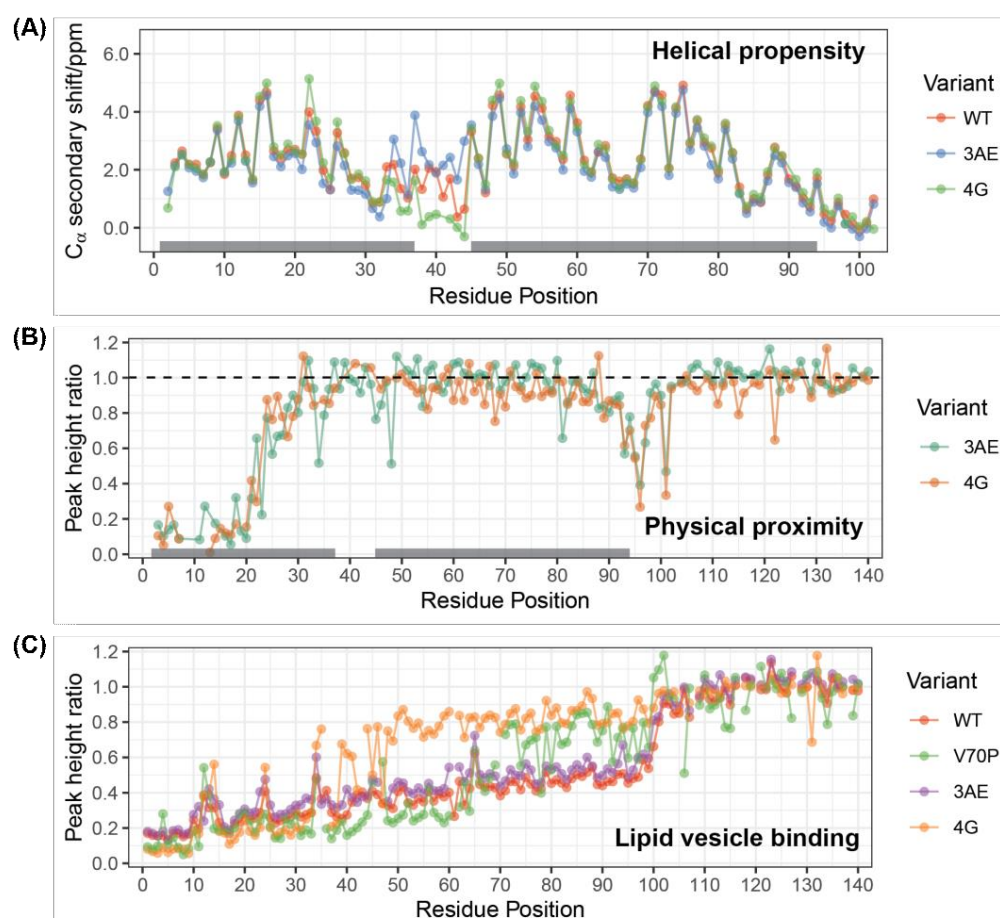 (A)
Helical propensity
Cα secondary shift/ppm
6.0
4.0
2.0
0.0
0 10 20 30 40 50 60 70 80 90 100
Residue Position
Variant
WT
3AE
4G
(B)
Peak height ratio
1.2
1.0
0.8
0.6
0.4
0.2
0.0
Physical proximity
0 10 20 30 40 50 60 70 80 90 100 110 120 130 140
Residue Position
Variant
3AE
4G
(C)
Peak height ratio
1.2
1.0
0.8
0.6
0.4
0.2
0.0
Lipid vesicle binding
0 10 20 30 40 50 60 70 80 90 100 110 120 130 140
Residue Position
Variant
WT
V70P
3AE
4G